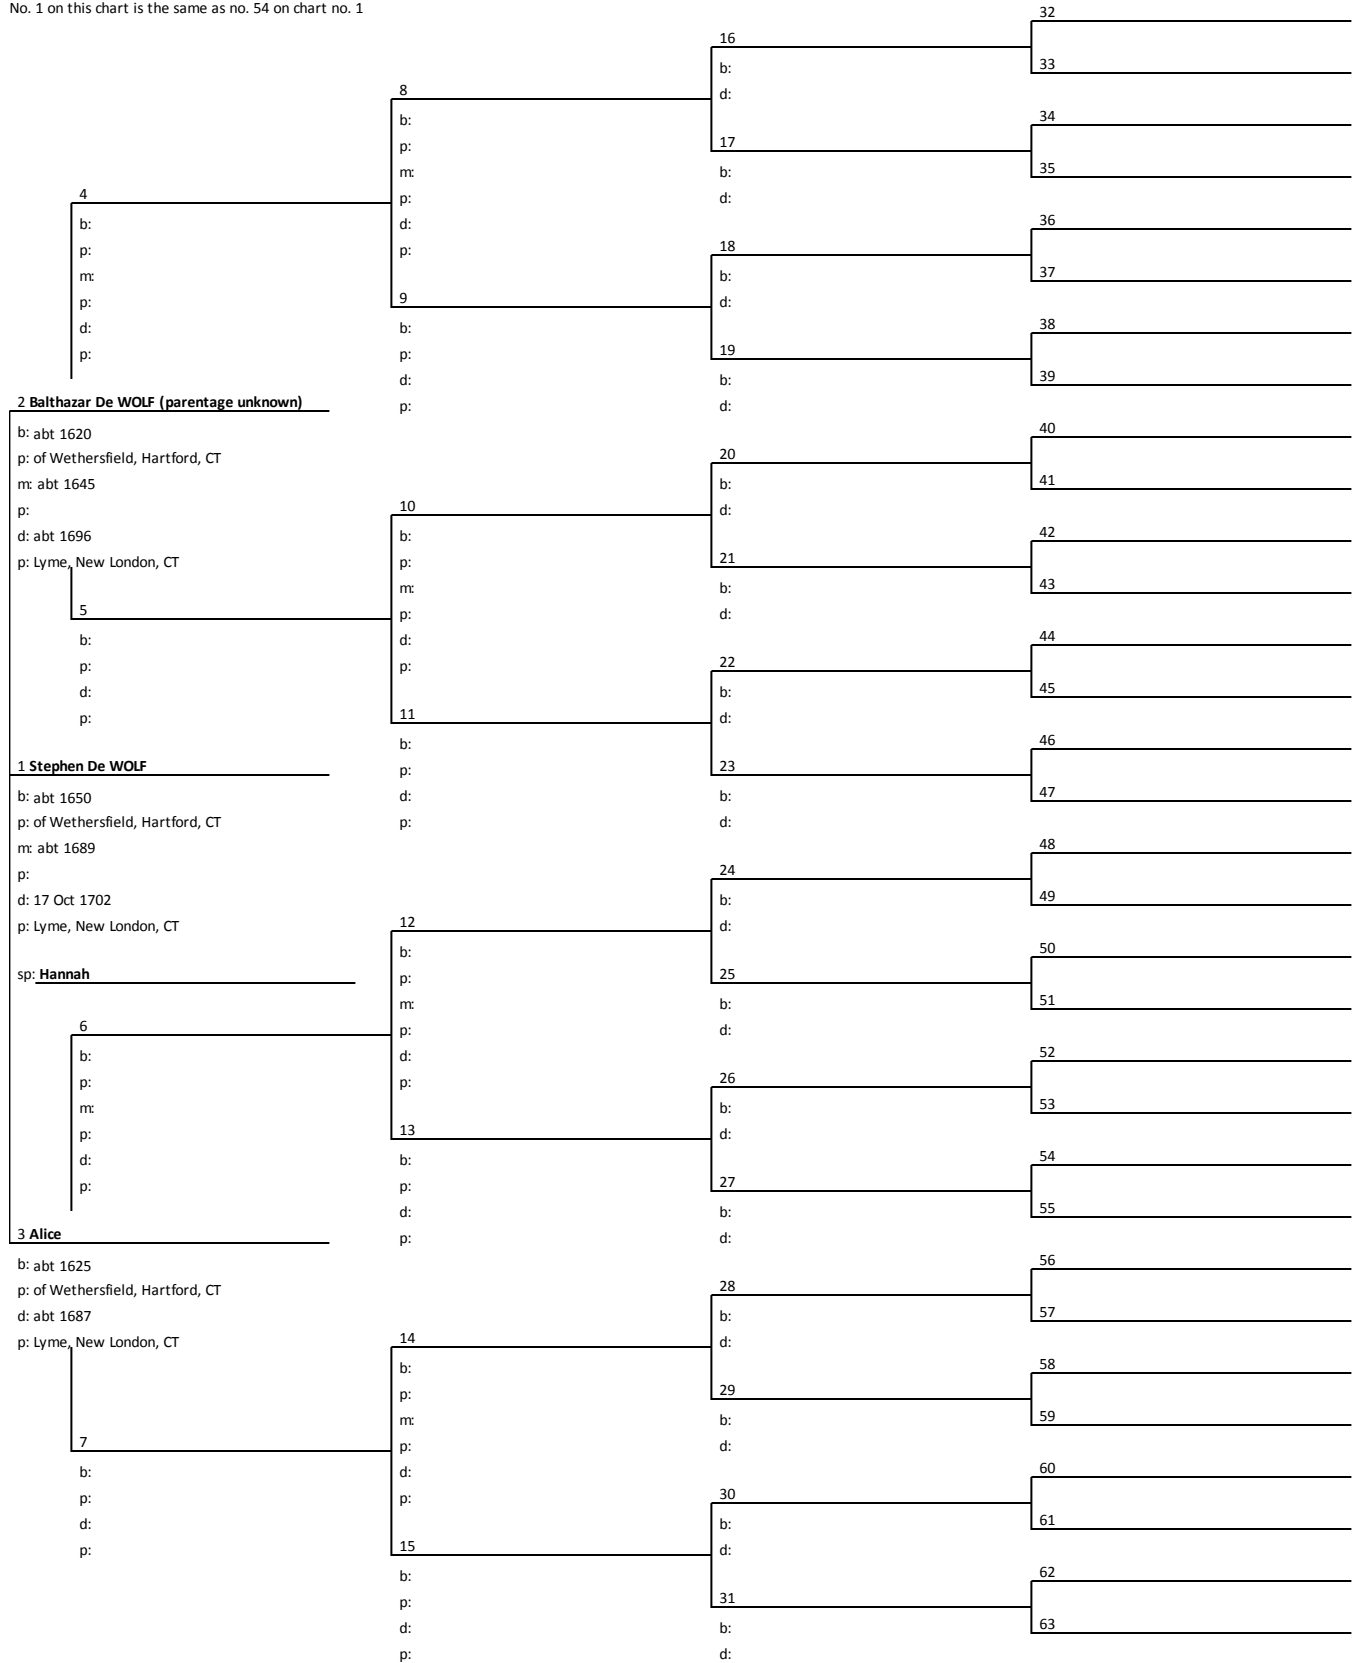 No. 1 on this chart is the same as no. 54 on chart no. 1
4
b:
p:
m:
p:
d:
p:
2 Balthazar De WOLF (parentage unknown)
b: abt 1620
p: of Wethersfield, Hartford, CT
m: abt 1645
p:
d: abt 1696
p: Lyme, New London, CT
5
b:
p:
d:
p:
1 Stephen De WOLF
b: abt 1650
p: of Wethersfield, Hartford, CT
m: abt 1689
p:
d: 17 Oct 1702
p: Lyme, New London, CT
sp: Hannah
6
b:
p:
m:
p:
d:
p:
3 Alice
b: abt 1625
p: of Wethersfield, Hartford, CT
d: abt 1687
p: Lyme, New London, CT
7
b:
p:
d:
p:
8
b:
p:
m:
p:
d:
p:
9
b:
p:
d:
p:
10
b:
p:
m:
p:
d:
p:
11
b:
p:
d:
p:
12
b:
p:
m:
p:
d:
p:
13
b:
p:
d:
p:
14
b:
p:
m:
p:
d:
p:
15
b:
p:
d:
p:
16
b:
d:
17
b:
d:
18
b:
d:
19
b:
d:
20
b:
d:
21
b:
d:
22
b:
d:
23
b:
d:
24
b:
d:
25
b:
d:
26
b:
d:
27
b:
d:
28
b:
d:
29
b:
d:
30
b:
d:
31
b:
d:
32
33
34
35
36
37
38
39
40
41
42
43
44
45
46
47
48
49
50
51
52
53
54
55
56
57
58
59
60
61
62
63